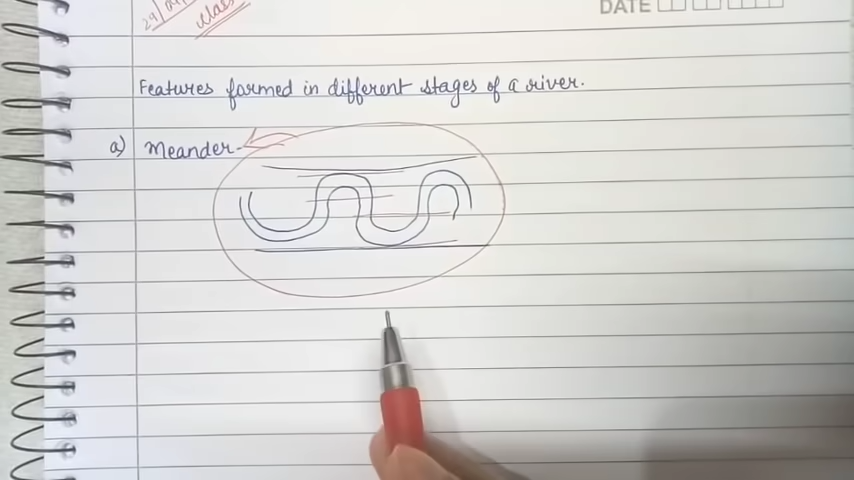 DATE
Features formed in different stages of a river.
a) Meander-